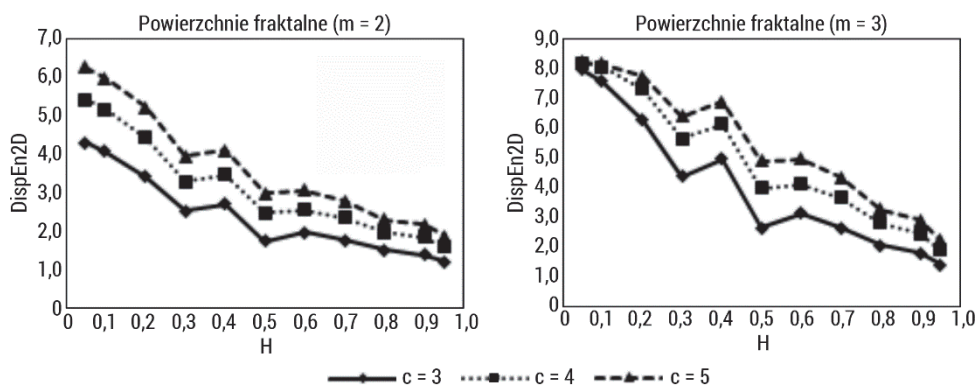 Powierzchnie fraktalne (m = 2)
7,0
6,0
5,0
4,0
3,0
2,0
1,0
0
DispEn2D
0 0,1 0,2 0,3 0,4 0,5 0,6 0,7 0,8 0,9 1,0
H
Powierzchnie fraktalne (m = 3)
9,0
8,0
7,0
6,0
5,0
4,0
3,0
2,0
1,0
0
DispEn2D
0 0,1 0,2 0,3 0,4 0,5 0,6 0,7 0,8 0,9 1,0
H
c = 3 c = 4 c = 5